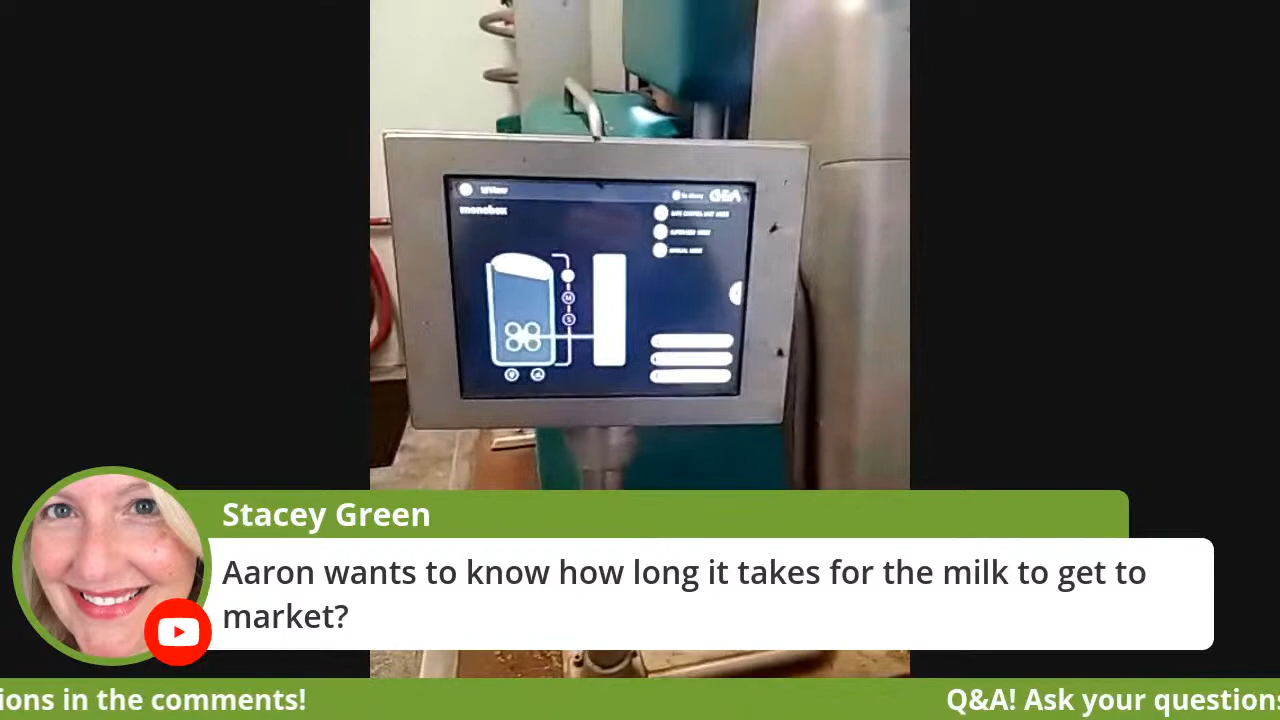 monobox
GEA
Stacey Green
Aaron wants to know how long it takes for the milk to get to
market?
ions in the comments!
Q&A! Ask your questions